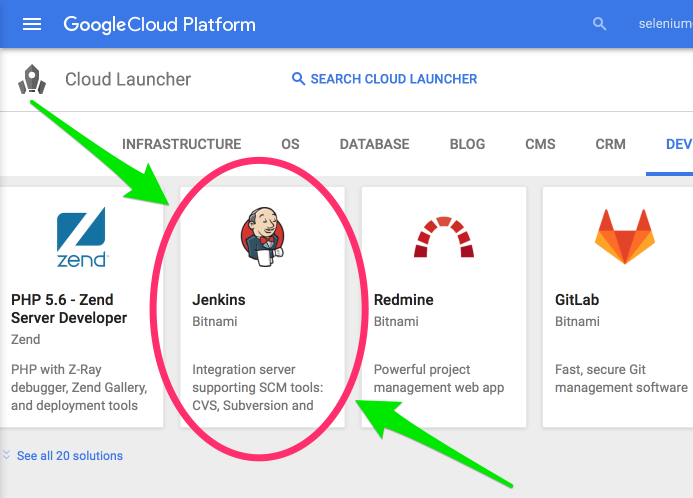 Google Cloud Platform
selenium
Cloud Launcher
SEARCH CLOUD LAUNCHER
INFRASTRUCTURE OS DATABASE BLOG CMS CRM DEV
zend
PHP 5.6 - Zend
Server Developer
Zend
PHP with Z-Ray
debugger, Zend Gallery,
and deployment tools
Jenkins
Bitnami
Integration server
supporting SCM tools:
CVS, Subversion and
Redmine
Bitnami
Powerful project
management web app
GitLab
Bitnami
Fast, secure Git
management software
See all 20 solutions